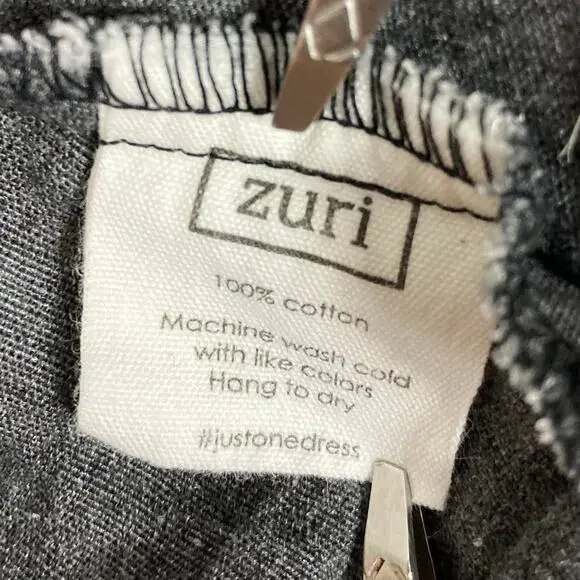 zuri
100% cotton
Machine wash cold
with like colors
Hang to dry
#justonedress